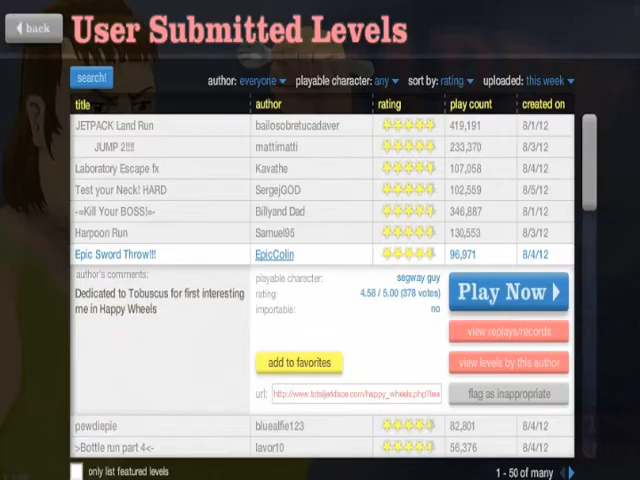 back
User Submitted Levels
search!
author: everyone playable character: any sort by: rating uploaded: this week
title author rating play count created on
JETPACK Land Run bailosobretucadaver 419,191 8/1/12
JUMP 2!!!! mattimatti 233,370 8/3/12
Laboratory Escape fx Kavathe 107,058 8/4/12
Test your Neck! HARD SergejGOD 102,559 8/5/12
-=Kill Your BOSS!=- Billyand Dad 346,887 8/1/12
Harpoon Run Samuel95 130,553 8/3/12
Epic Sword Throw!!! EpicColin 96,971 8/4/12
author's comments:
Dedicated to Tobuscus for first interesting
me in Happy Wheels
playable character: segway guy
rating: 4.58 / 5.00 (378 votes)
importable: no
Play Now
view replays/records
add to favorites
view levels by this author
url: http://www.totaljerkface.com/happy_wheels.php?
flag as inappropriate
pewdiepie bluealfie123 82,801 8/4/12
>Bottle run part 4<- lavor10 56,376 8/4/12
only list featured levels
1 - 50 of many